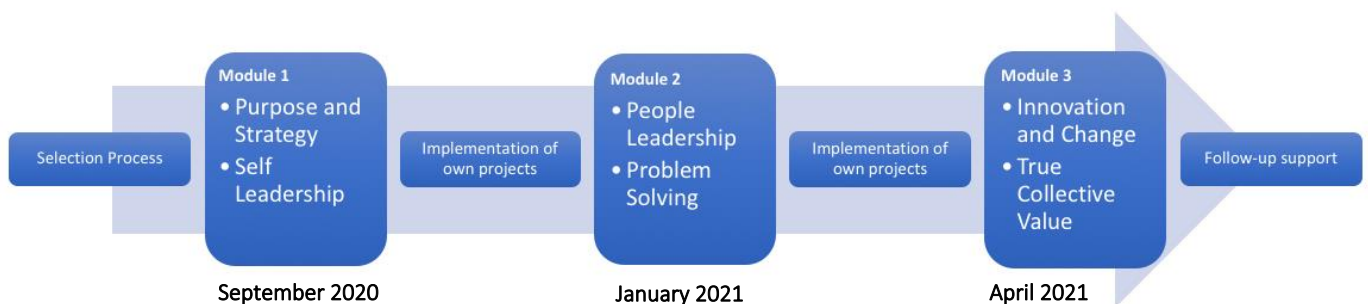 Selection Process
Module 1
• Purpose and
Strategy
• Self
Leadership
September 2020
Implementation of
own projects
Module 2
• People
Leadership
• Problem
Solving
January 2021
Implementation of
own projects
Module 3
• Innovation
and Change
• True
Collective
Value
April 2021
Follow-up support